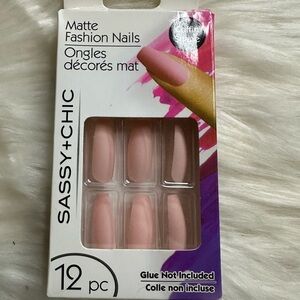 Matte
Fashion Nails
Ongles
décorés mat
SASSY+CHIC
12 pc
Glue Not Included
Colle non incluse